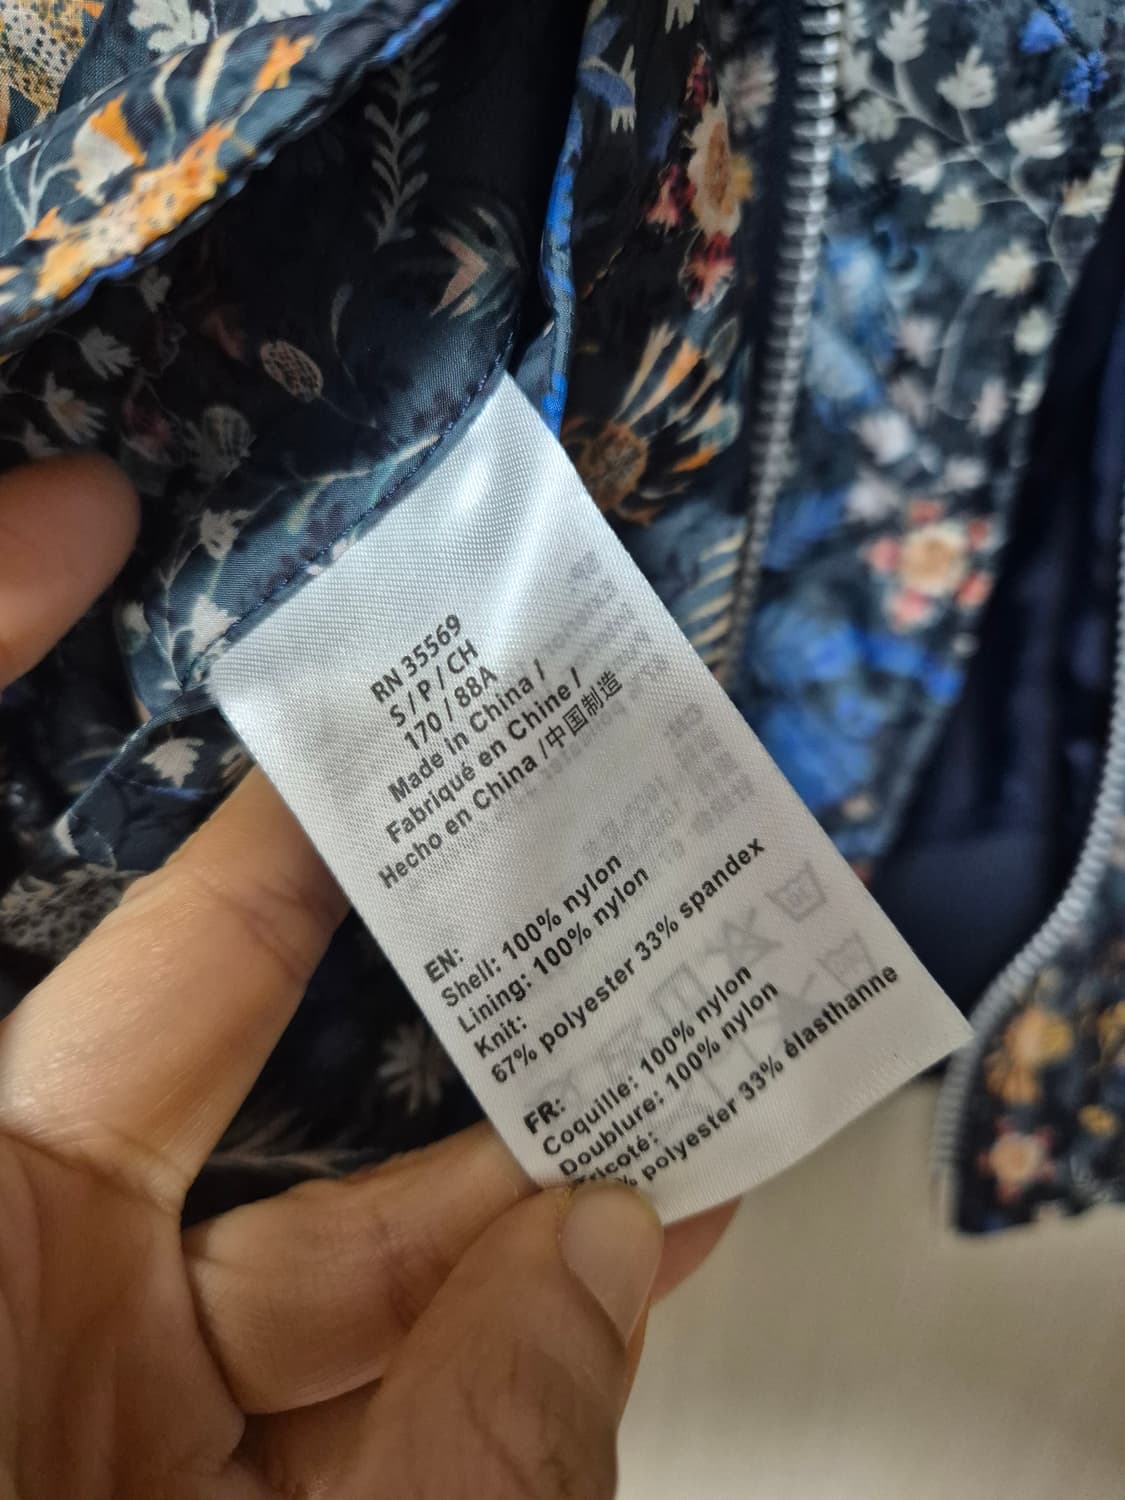 RN 35569
S / P / CH
170 / 88A
Made in China /
Fabriqué en Chine /
Hecho en China /中国制造
EN:
Shell: 100% nylon
Lining: 100% nylon
Knit:
67% polyester 33% spandex
FR:
Coquille: 100% nylon
Doublure: 100% nylon
Tricoté:
% polyester 33% élasthanne